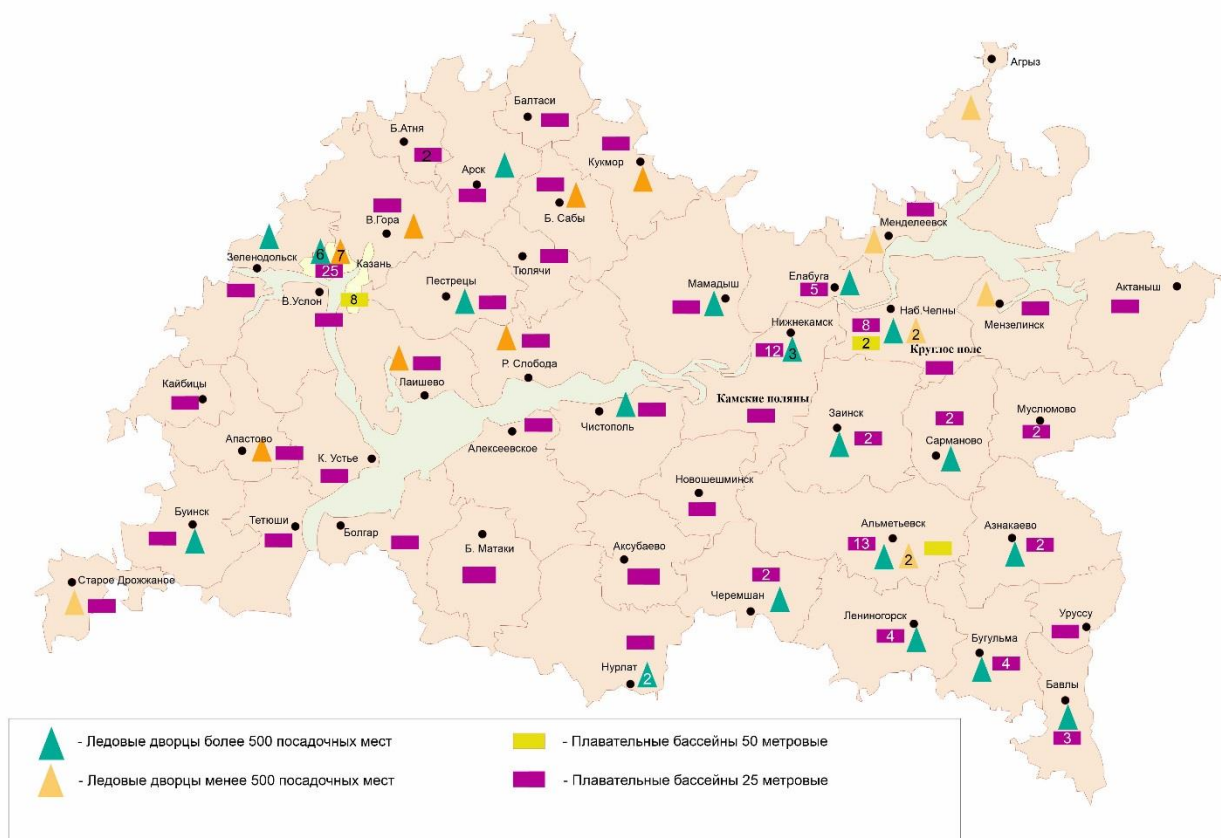 Агрыз
Балтаси
Б.Атня
2
Кукмор
Арск
Б. Сабы
В.Гора
Менделеевск
6
7
Казань
25
Зеленодольск
Тюлячи
Пестрецы
Мамадыш
Елабуга
5
Актаныш
В.Услон
8
Наб.Челны
Мензелинск
8
2
2
Нижнекамск
12
3
Круглое поле
Р. Слобода
Лаишево
Кайбицы
Камские поляны
Заинск
2
2
Муслюмово
2
Чистополь
Алексеевское
Сарманово
Апастово
К. Устье
Новошешминск
Буинск
Тетюши
Болгар
Б. Матаки
Альметьевск
13
2
Азнакаево
2
Аксубаево
Старое Дрожжаное
2
Черемшан
Лениногорск
4
Уруссу
Бугульма
4
Нурлат
2
Бавлы
3
- Ледовые дворцы более 500 посадочных мест
- Плавательные бассейны 50 метровые
- Ледовые дворцы менее 500 посадочных мест
- Плавательные бассейны 25 метровые